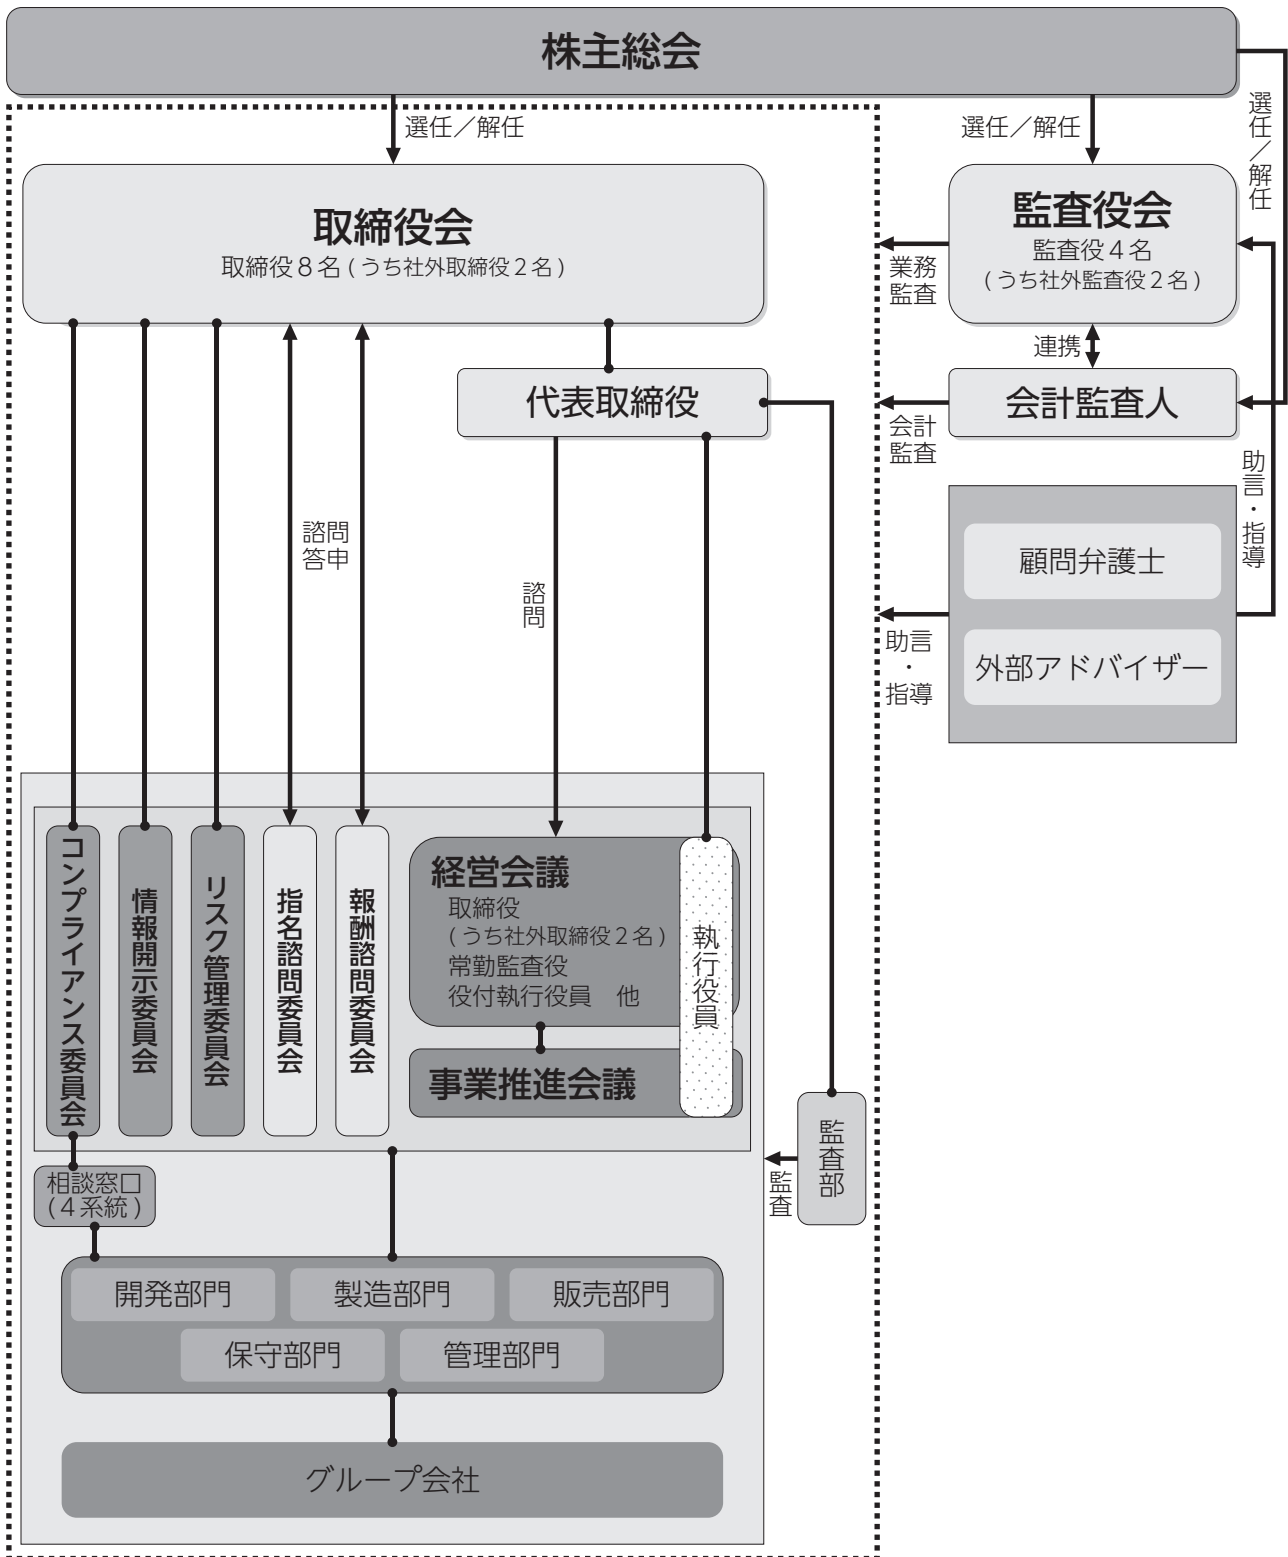 株主総会
選任／解任
選任／解任
選任／解任
取締役会
取締役８名 ( うち社外取締役２名 )
監査役会
監査役４名
( うち社外監査役２名 )
業務
監査
連携
代表取締役
会計監査人
会計
監査
助言・指導
諮問
答申
諮問
顧問弁護士
外部アドバイザー
助言
・
指導
コンプライアンス委員会
情報開示委員会
リスク管理委員会
指名諮問委員会
報酬諮問委員会
経営会議
取締役
( うち社外取締役２名 )
常勤監査役
役付執行役員　他
執行役員
事業推進会議
監査部
監査
相談窓口
( ４系統 )
開発部門
製造部門
販売部門
保守部門
管理部門
グループ会社